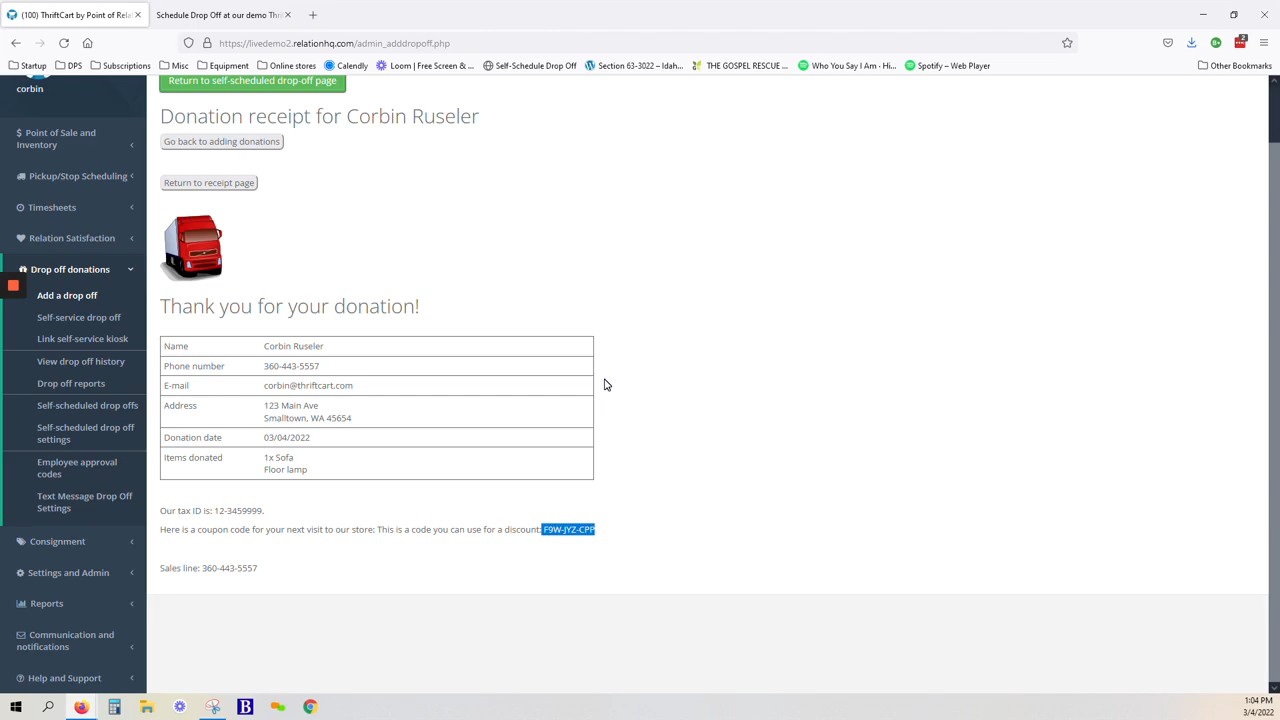 (100) ThriftCart by Point of Rela
Schedule Drop Off at our demo Thri
https://livedemo2.relationhq.com/admin_adddropoff.php
Startup
DPS
Subscriptions
Misc
Equipment
Online stores
Calendly
Loom | Free Screen & ...
Self-Schedule Drop Off
Section 63-3022 – Idah...
THE GOSPEL RESCUE ...
Who You Say I Am - Hi...
Spotify – Web Player
Other Bookmarks
corbin
Point of Sale and
Inventory
Pickup/Stop Scheduling
Timesheets
Relation Satisfaction
Drop off donations
Add a drop off
Self-service drop off
Link self-service kiosk
View drop off history
Drop off reports
Self-scheduled drop offs
Self-scheduled drop off
settings
Employee approval
codes
Text Message Drop Off
Settings
Consignment
Settings and Admin
Reports
Communication and
notifications
Help and Support
Return to self-scheduled drop-off page
Donation receipt for Corbin Ruseler
Go back to adding donations
Return to receipt page
Thank you for your donation!
Name Corbin Ruseler
Phone number 360-443-5557
E-mail corbin@thriftcart.com
Address 123 Main Ave
Smalltown, WA 45654
Donation date 03/04/2022
Items donated 1x Sofa
Floor lamp
Our tax ID is: 12-3459999.
Here is a coupon code for your next visit to our store: This is a code you can use for a discount: F9W-JYZ-CPP
Sales line: 360-443-5557
1:04 PM
3/4/2022